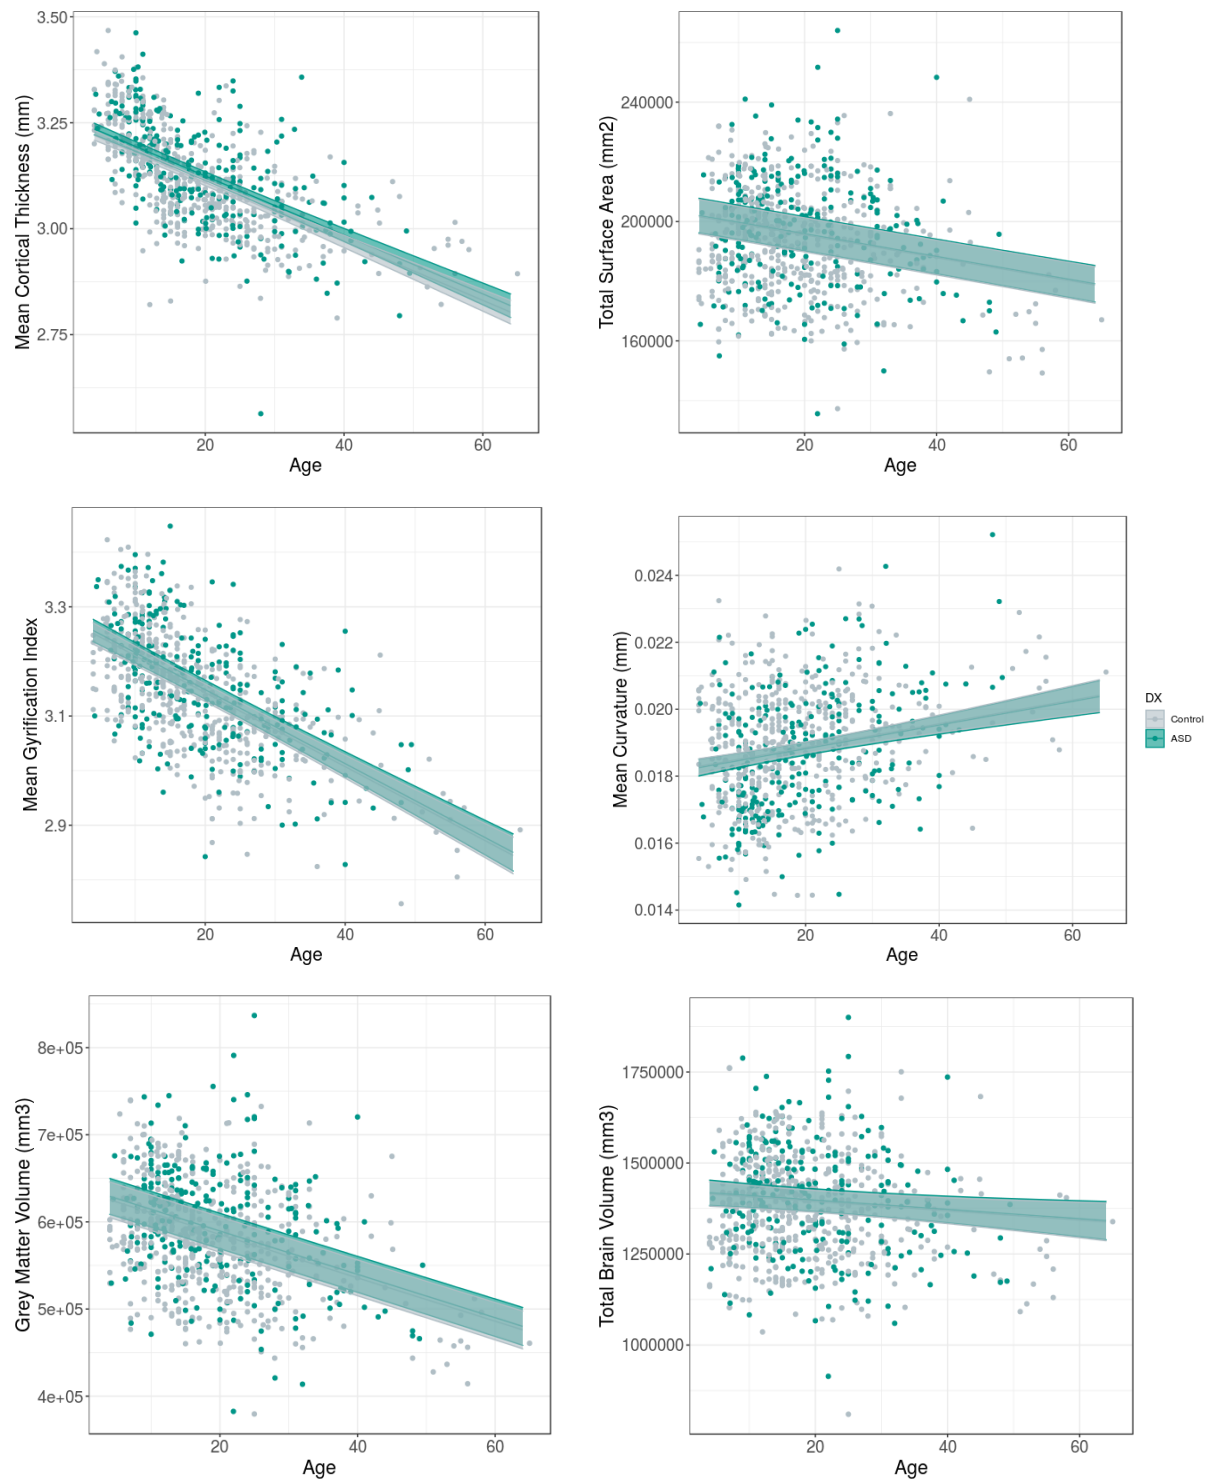 3.50
3.25
3.00
2.75
Mean Cortical Thickness (mm)
20 40 60
Age
240000
200000
160000
Total Surface Area (mm2)
20 40 60
Age
3.3
3.1
2.9
Mean Gyrification Index
20 40 60
Age
0.024
0.022
0.020
0.018
0.016
0.014
Mean Curvature (mm)
20 40 60
Age
DX
Control
ASD
8e+05
7e+05
6e+05
5e+05
4e+05
Grey Matter Volume (mm3)
20 40 60
Age
1750000
1500000
1250000
1000000
Total Brain Volume (mm3)
20 40 60
Age